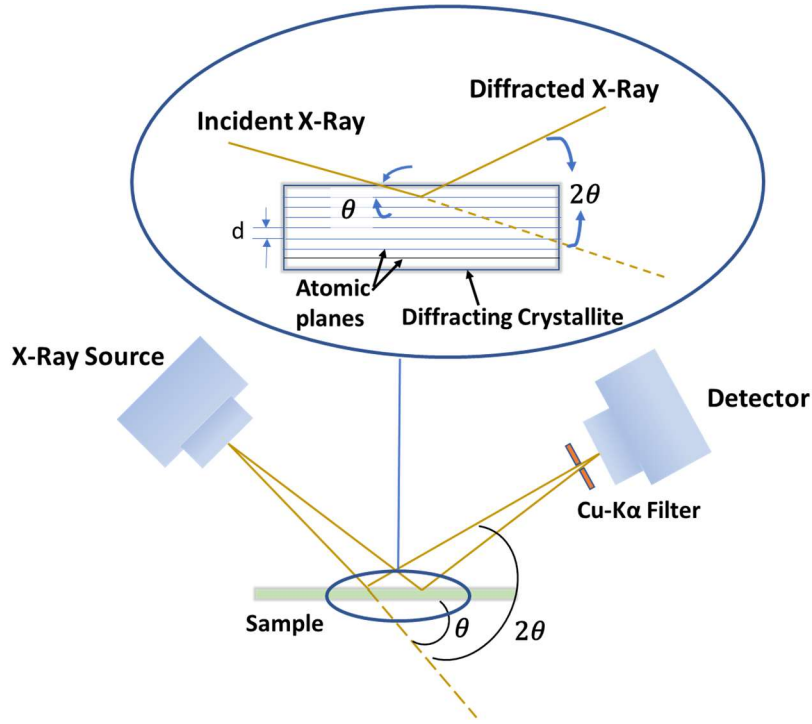 Diffracted X-Ray
Incident X-Ray
θ
2θ
d
Atomic
planes
Diffracting Crystallite
X-Ray Source
Detector
Cu-Kα Filter
Sample
θ
2θ